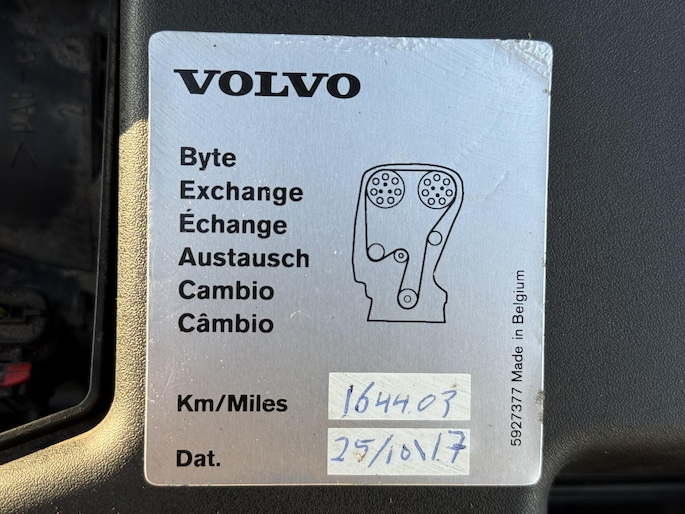 VOLVO
Byte
Exchange
Échange
Austausch
Cambio
Câmbio
Km/Miles 164403
Dat. 25/10\17
5927377 Made in Belgium